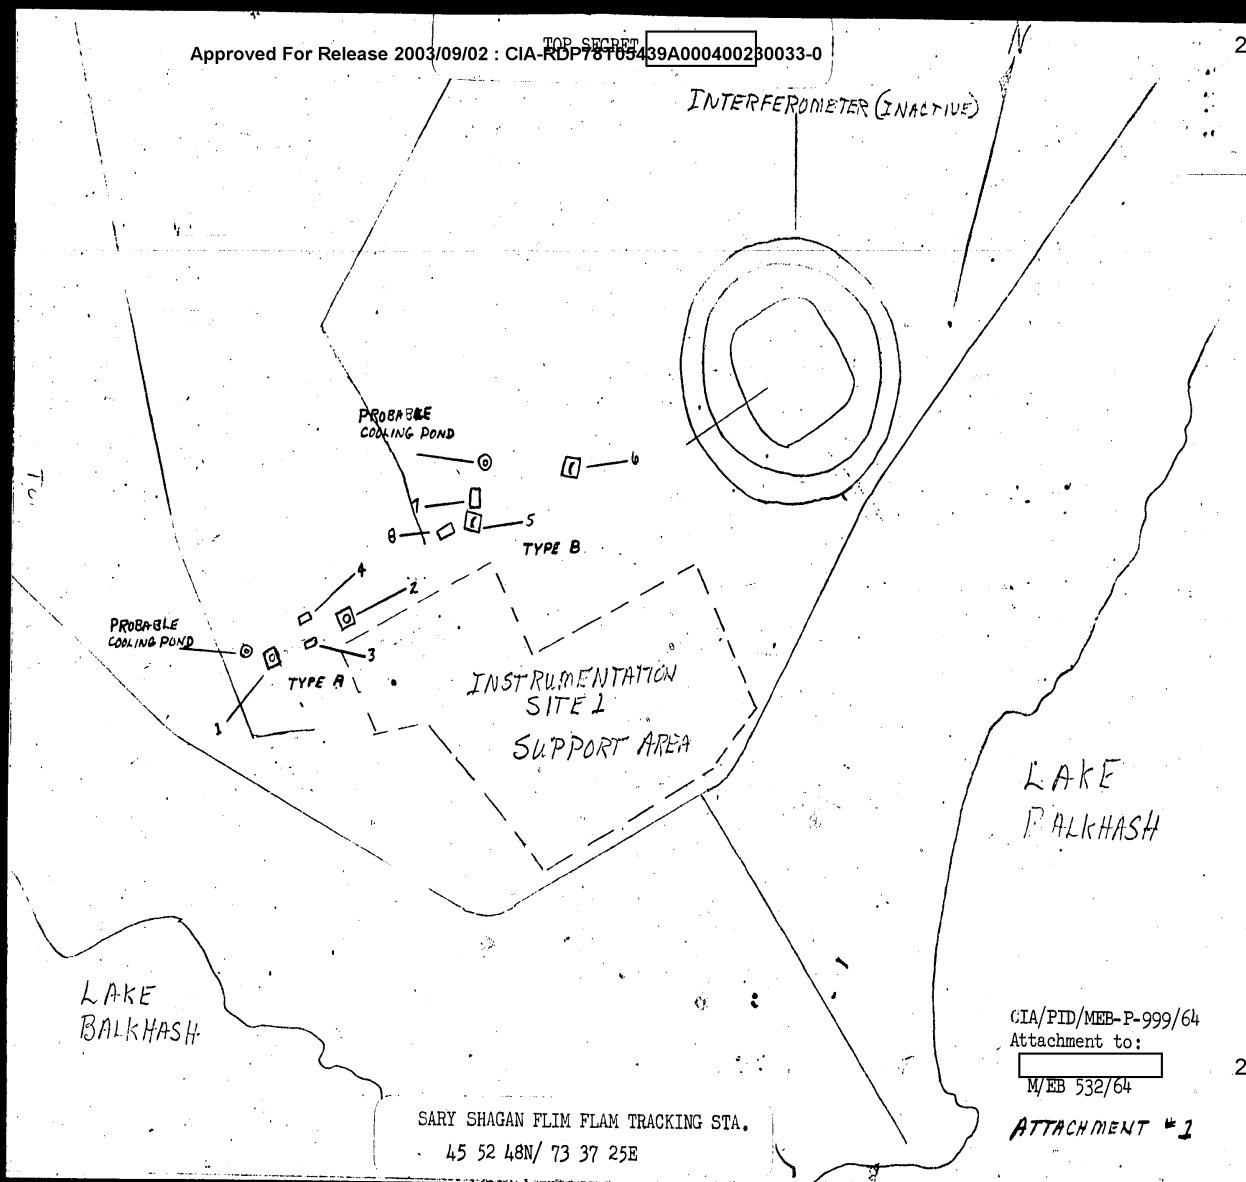 TOP SECRET
Approved For Release 2003/09/02 : CIA-RDP78T05439A000400230033-0
2
N
INTERFEROMETER (INACTIVE)
PROBABLE
COOLING POND
6
7
5
8
TYPE B
4
2
PROBABLE
COOLING POND
3
TYPE A
1
INSTRUMENTATION
SITE 1
SUPPORT AREA
LAKE
BALKHASH
LAKE
BALKHASH
CIA/PID/MEB-P-999/64
Attachment to:
M/EB 532/64
2
ATTACHMENT #1
SARY SHAGAN FLIM FLAM TRACKING STA.
45 52 48N/ 73 37 25E